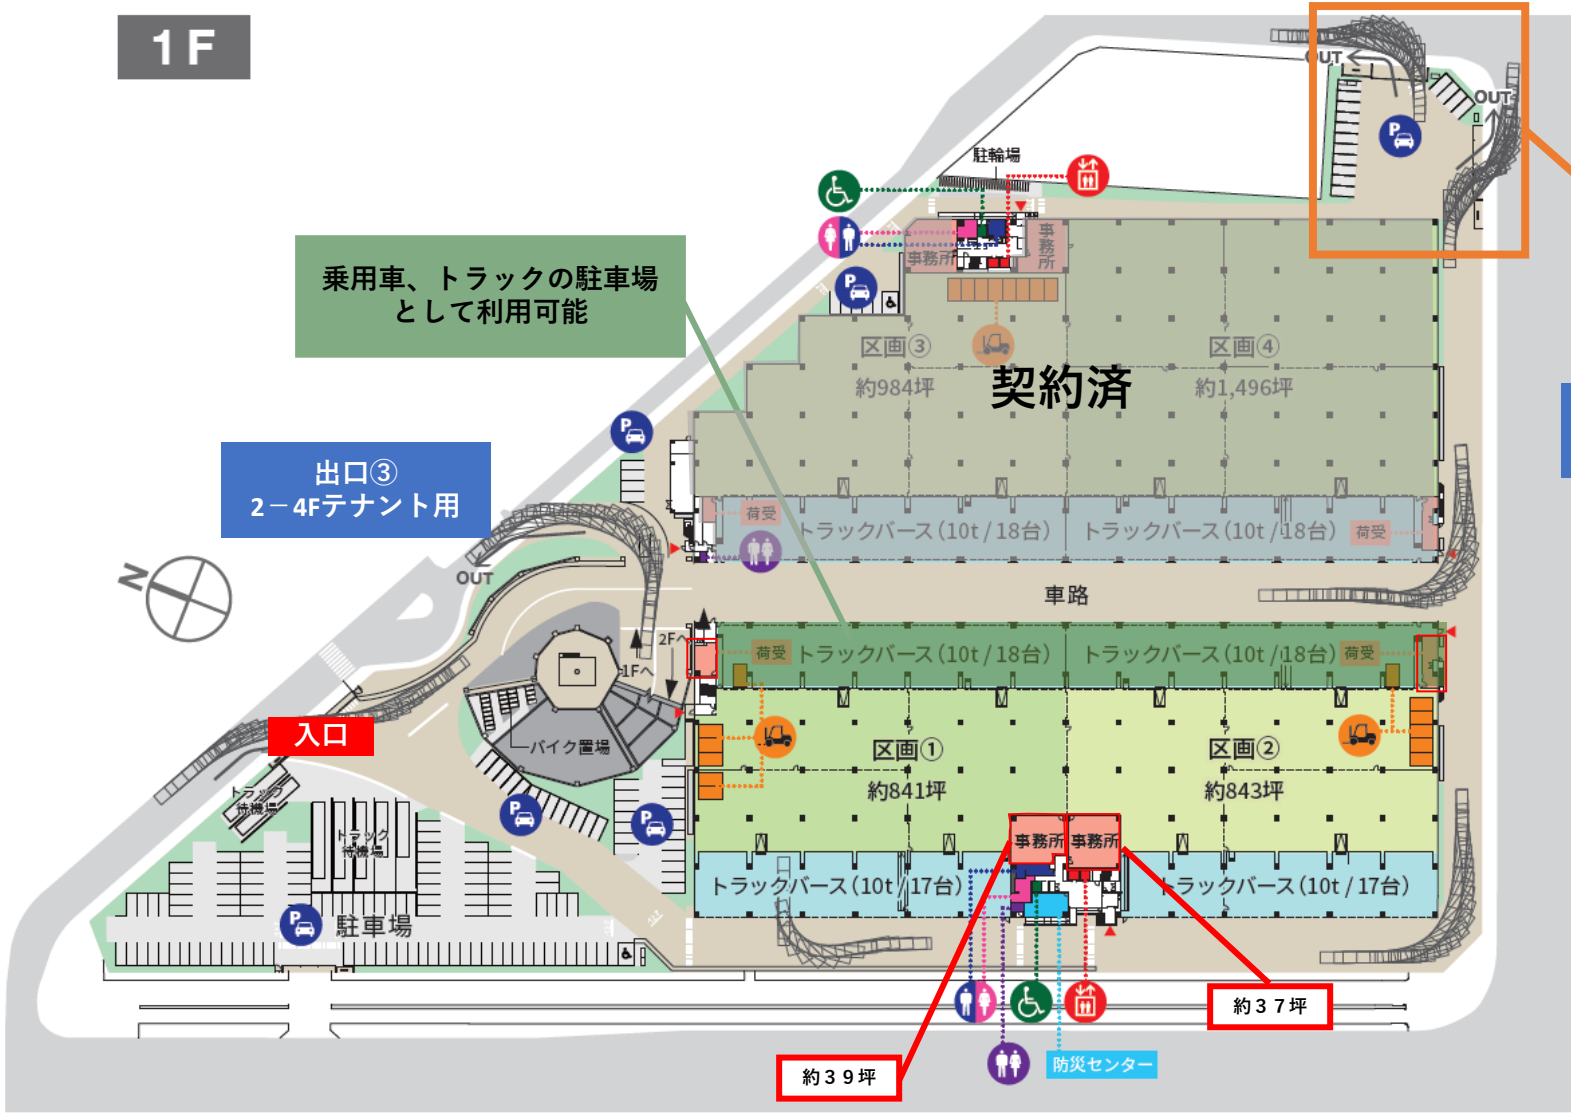 1F
OUT
OUT
P
駐輪場
事務所
事務所
P
乗用車、トラックの駐車場
として利用可能
区画③
約984坪
区画④
約1,496坪
契約済
P
出口③
2－4Fテナント用
荷受
トラックバース(10t / 18台)
トラックバース(10t / 18台)
荷受
OUT
N
車路
2Fへ
1Fへ
荷受
トラックバース(10t / 18台)
トラックバース(10t / 18台)
荷受
入口
バイク置場
区画①
約841坪
区画②
約843坪
トラック
待機場
トラック
待機場
P
P
事務所
事務所
トラックバース(10t / 17台)
トラックバース(10t / 17台)
P
駐車場
約３７坪
約３９坪
防災センター